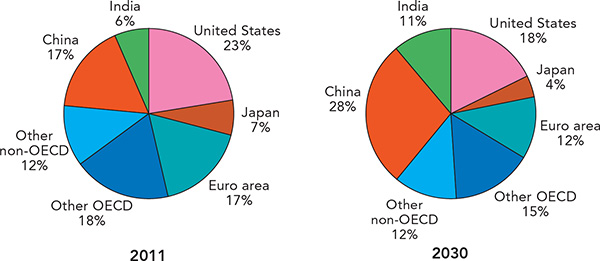 India
6%
United States
23%
China
17%
Japan
7%
Other
non-OECD
12%
Euro area
17%
Other OECD
18%
2011
India
11%
United States
18%
Japan
4%
China
28%
Euro area
12%
Other OECD
15%
Other
non-OECD
12%
2030